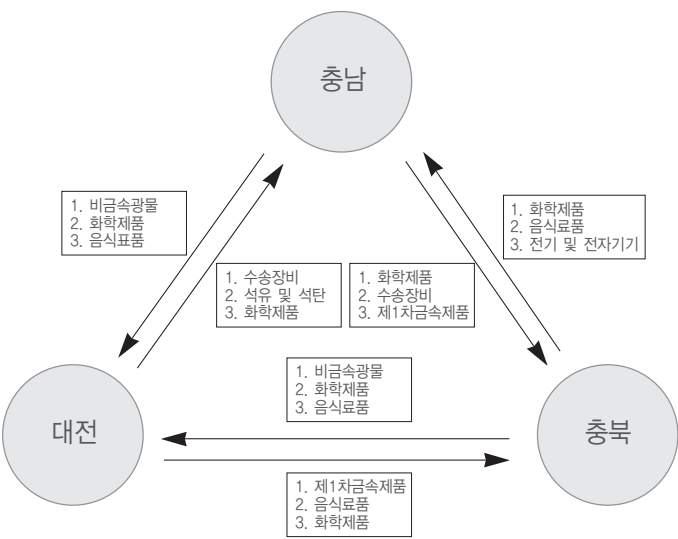 충남
1. 비금속광물
2. 화학제품
3. 음식표품
1. 화학제품
2. 음식료품
3. 전기 및 전자기기
1. 수송장비
2. 석유 및 석탄
3. 화학제품
1. 화학제품
2. 수송장비
3. 제1차금속제품
1. 비금속광물
2. 화학제품
3. 음식료품
대전
충북
1. 제1차금속제품
2. 음식료품
3. 화학제품